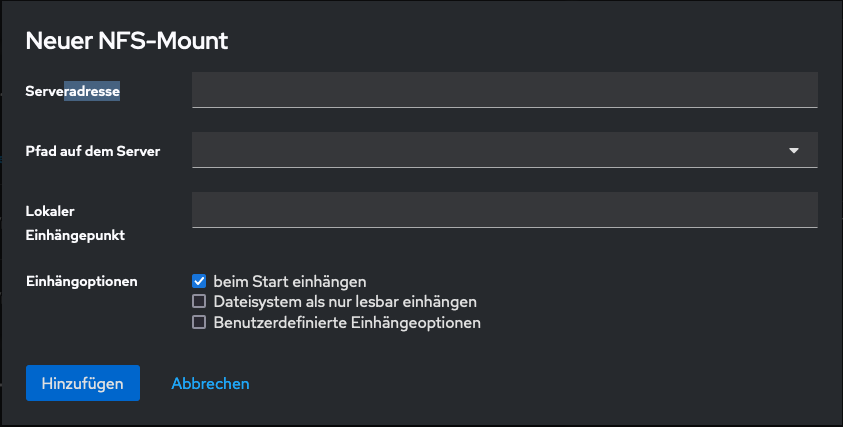 Neuer NFS-Mount
Serveradresse
Pfad auf dem Server
Lokaler
Einhängepunkt
Einhängoptionen
beim Start einhängen
Dateisystem als nur lesbar einhängen
Benutzerdefinierte Einhängeoptionen
Hinzufügen
Abbrechen